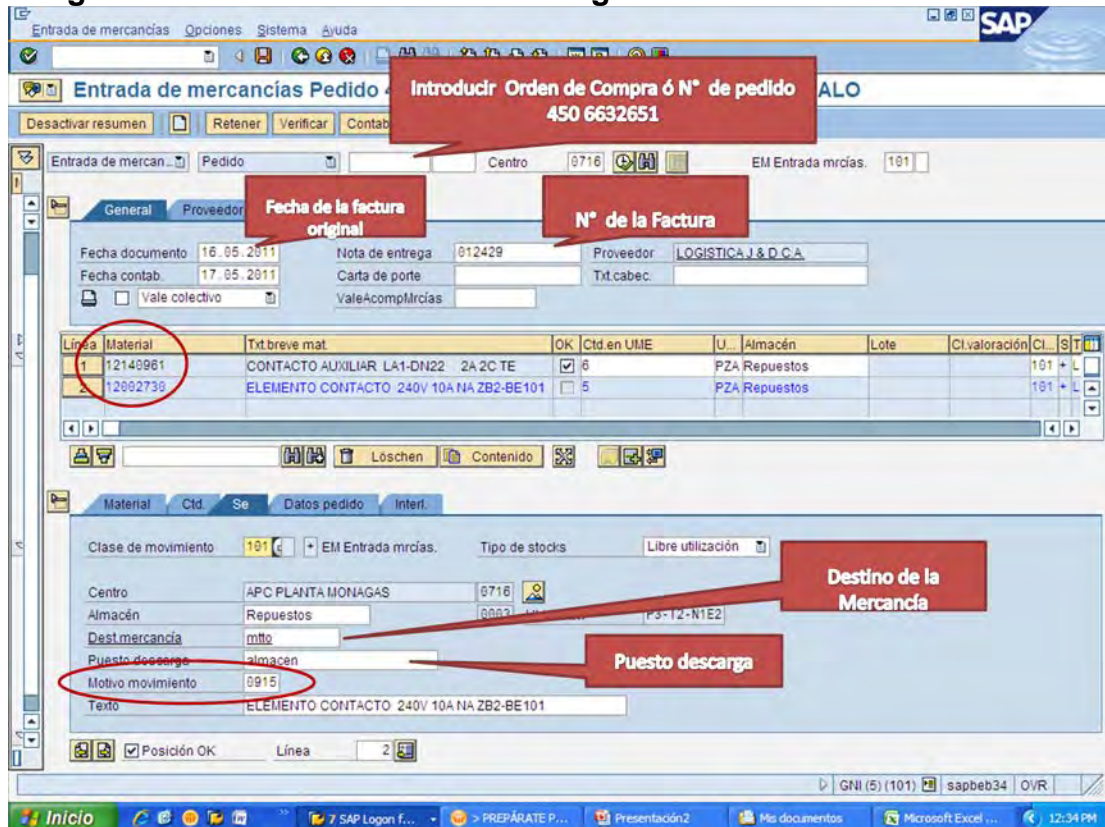 Entrada de mercancías Opciones Sistema Ayuda
SAP
Entrada de mercancías Pedido 4
ALO
Introducir Orden de Compra ó N° de pedido
450 6632651
Desactivar resumen Retener Verificar Contab
Entrada de mercan.. Pedido Centro 0716 EM Entrada mrcías. 101
General Proveedor
Fecha de la factura
original
N° de la Factura
Fecha documento 16.05.2011 Nota de entrega 012429 Proveedor LOGISTICA J & D C.A.
Fecha contab. 17.05.2011 Carta de porte Txt.cabec.
Vale colectivo ValeAcompMrcías
Línea Material Txt.breve mat. OK Ctd.en UME U... Almacén Lote Cl.valoración Cl... S T
1 12140961 CONTACTO AUXILIAR LA1-DN22 2A 2C TE 6 PZA Repuestos 101 + L
2 12002730 ELEMENTO CONTACTO 240V 10A NA ZB2-BE101 5 PZA Repuestos 101 + L
Löschen Contenido
Material Ctd. Se Datos pedido Interl.
Clase de movimiento 101 + EM Entrada mrcías. Tipo de stocks Libre utilización
Destino de la
Mercancía
Centro APC PLANTA MONAGAS 0716
Almacén Repuestos 0003 P3-T2-N1E2
Dest.mercancía mtto
Puesto descarga almacen
Puesto descarga
Motivo movimiento 0915
Texto ELEMENTO CONTACTO 240V 10A NA ZB2-BE101
Posición OK Línea 2
GNI (5) (101) sapbeb34 OVR
Inicio 7 SAP Logon f... > PREPÁRATE P... Presentación2 Mis documentos Microsoft Excel ... 12:34 PM